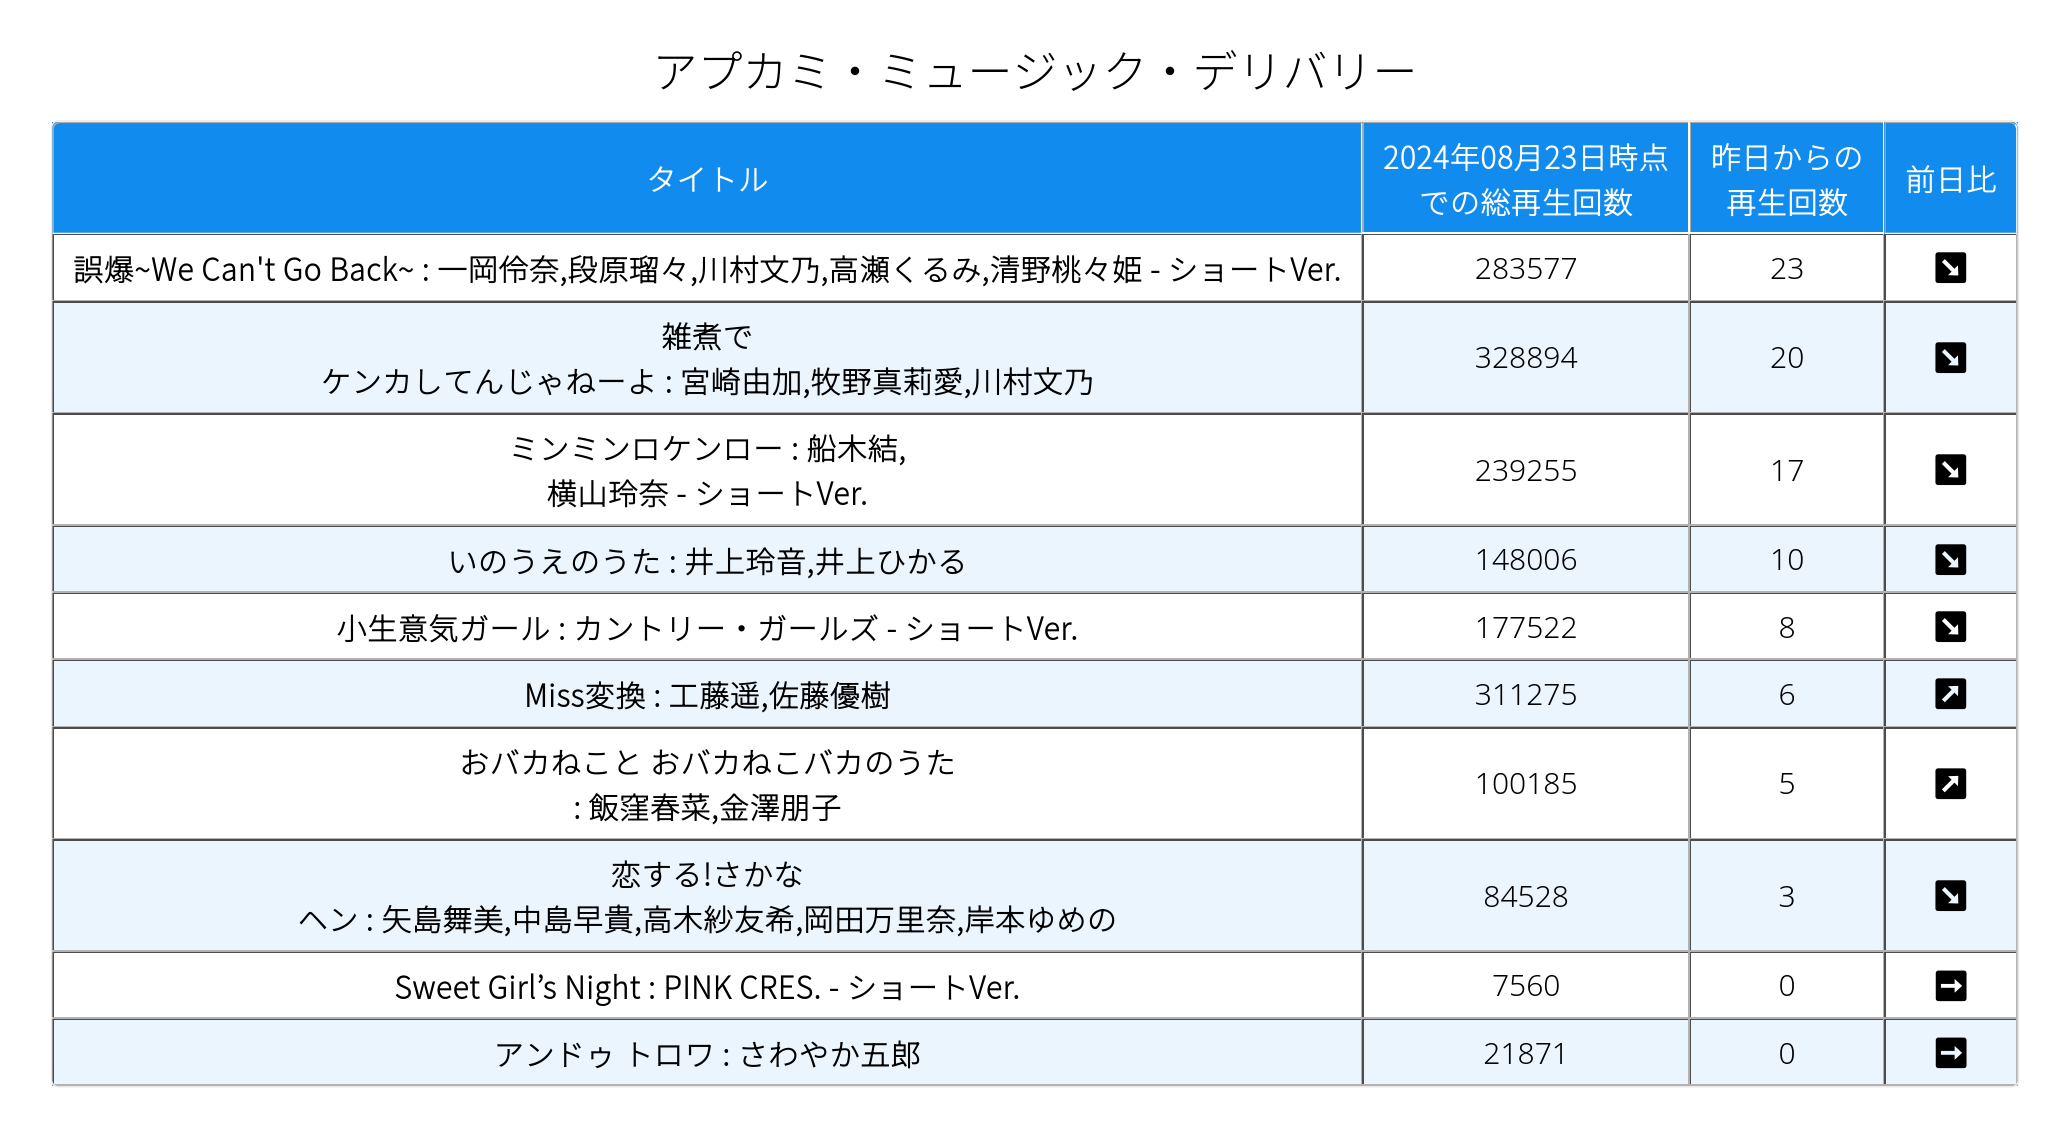 アプカミ・ミュージック・デリバリー
タイトル
2024年08月23日時点
での総再生回数
昨日からの
再生回数
前日比
誤爆~We Can't Go Back~ : 一岡伶奈,段原瑠々,川村文乃,高瀬くるみ,清野桃々姫 - ショートVer.
283577
23
雑煮で
ケンカしてんじゃねーよ : 宮崎由加,牧野真莉愛,川村文乃
328894
20
ミンミンロケンロー : 船木結,
横山玲奈 - ショートVer.
239255
17
いのうえのうた : 井上玲音,井上ひかる
148006
10
小生意気ガール : カントリー・ガールズ - ショートVer.
177522
8
Miss変換 : 工藤遥,佐藤優樹
311275
6
おバカねこと おバカねこバカのうた
: 飯窪春菜,金澤朋子
100185
5
恋する!さかな
ヘン : 矢島舞美,中島早貴,高木紗友希,岡田万里奈,岸本ゆめの
84528
3
Sweet Girl’s Night : PINK CRES. - ショートVer.
7560
0
アンドゥ トロワ : さわやか五郎
21871
0